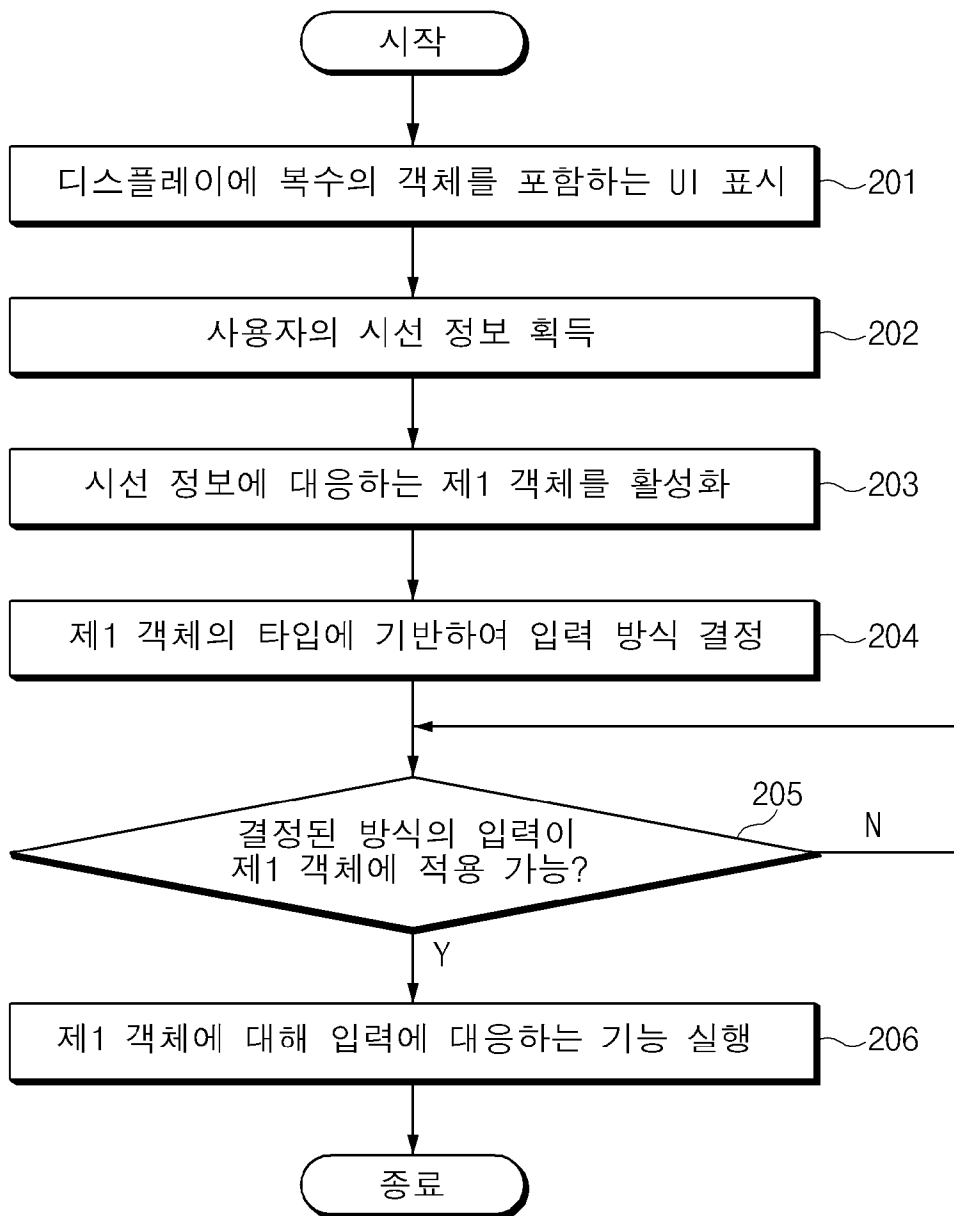 시작
디스플레이에 복수의 객체를 포함하는 UI 표시
201
사용자의 시선 정보 획득
202
시선 정보에 대응하는 제1 객체를 활성화
203
제1 객체의 타입에 기반하여 입력 방식 결정
204
205
N
결정된 방식의 입력이
제1 객체에 적용 가능?
Y
제1 객체에 대해 입력에 대응하는 기능 실행
206
종료